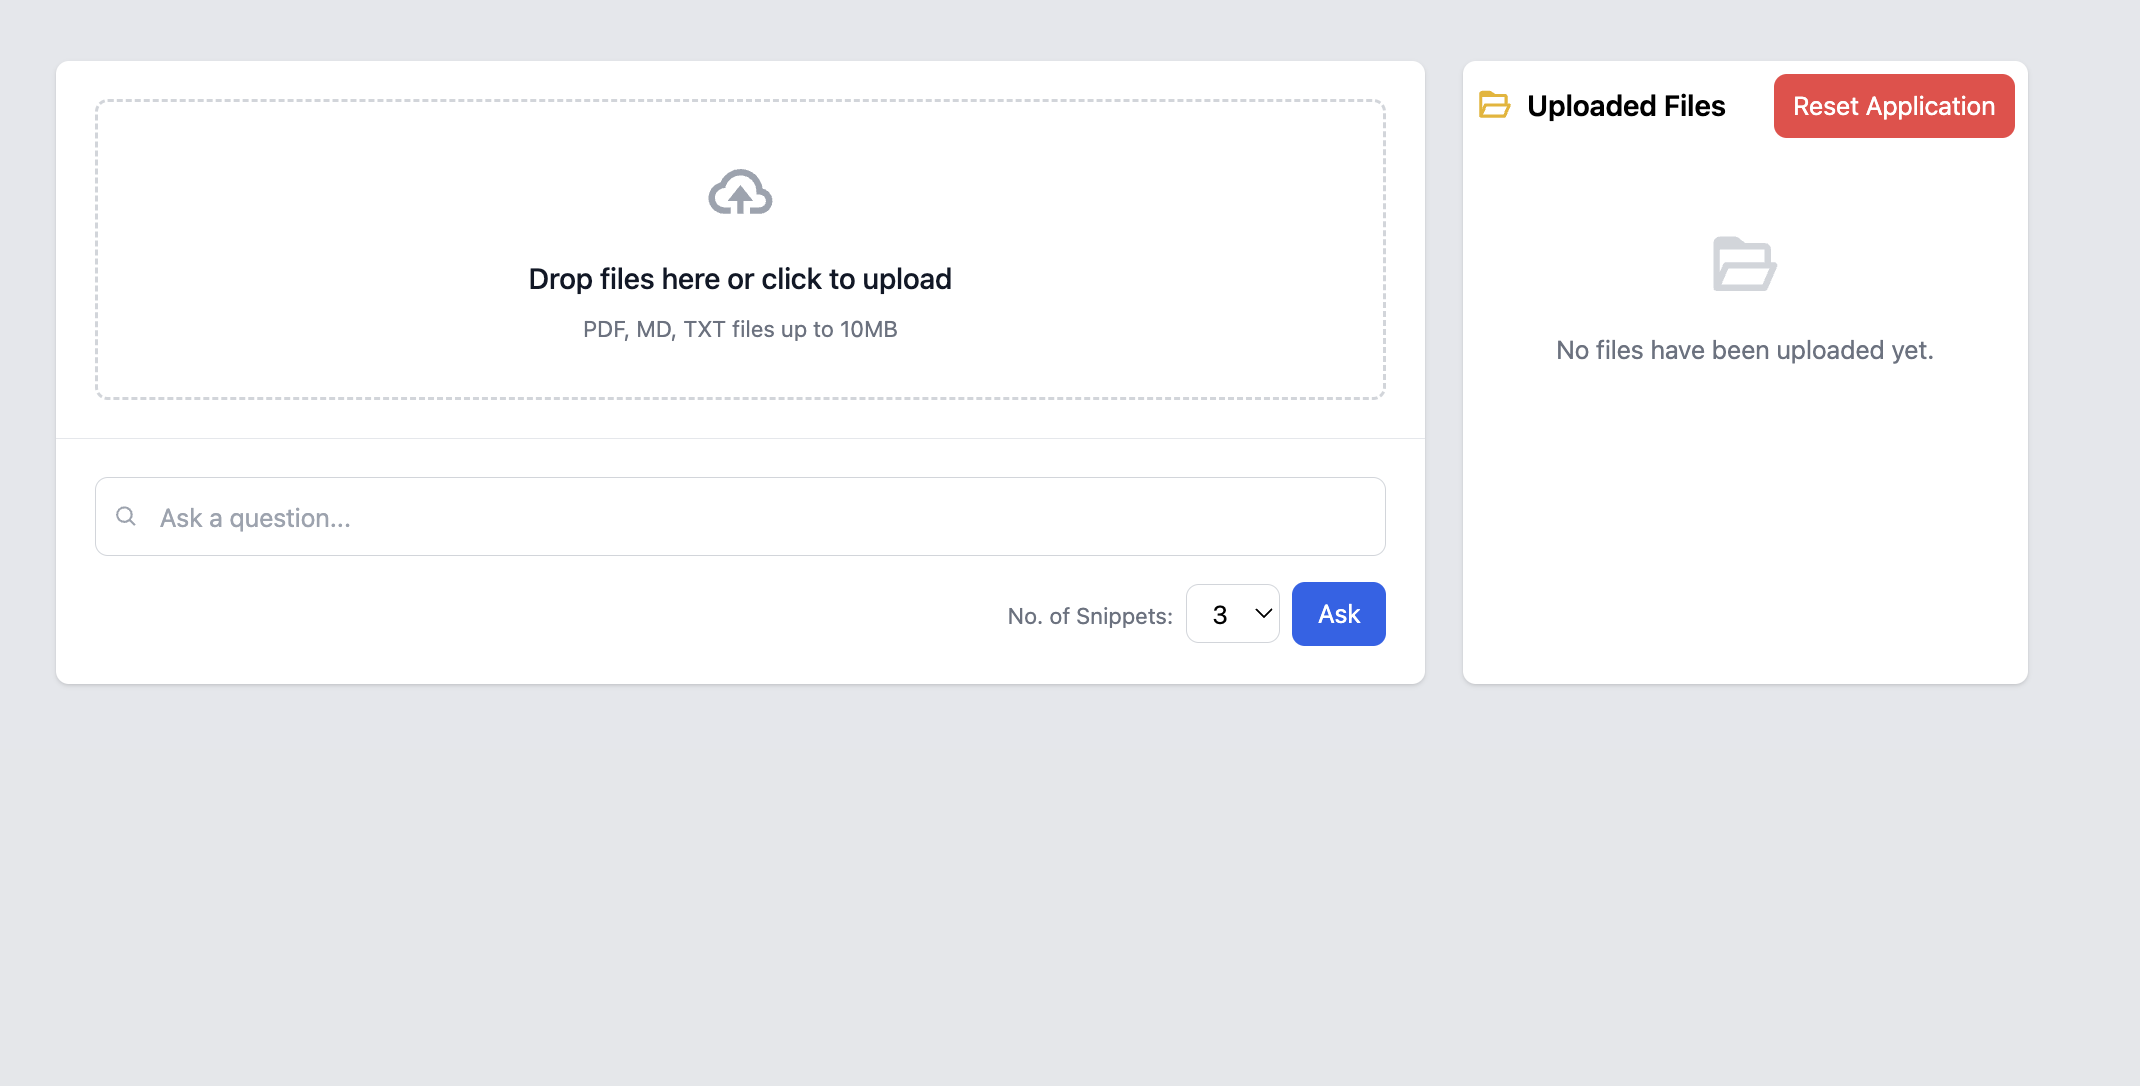 Drop files here or click to upload
PDF, MD, TXT files up to 10MB
Ask a question...
No. of Snippets: 3 Ask
Uploaded Files Reset Application
No files have been uploaded yet.